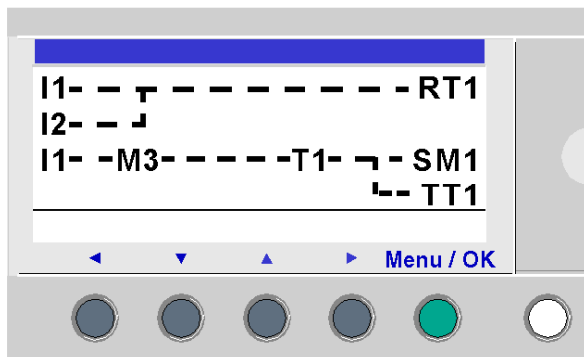 I1- - - - - - - - - - RT1
I2- - -
I1- -M3- - - - -T1- - - SM1
-- TT1
Menu / OK